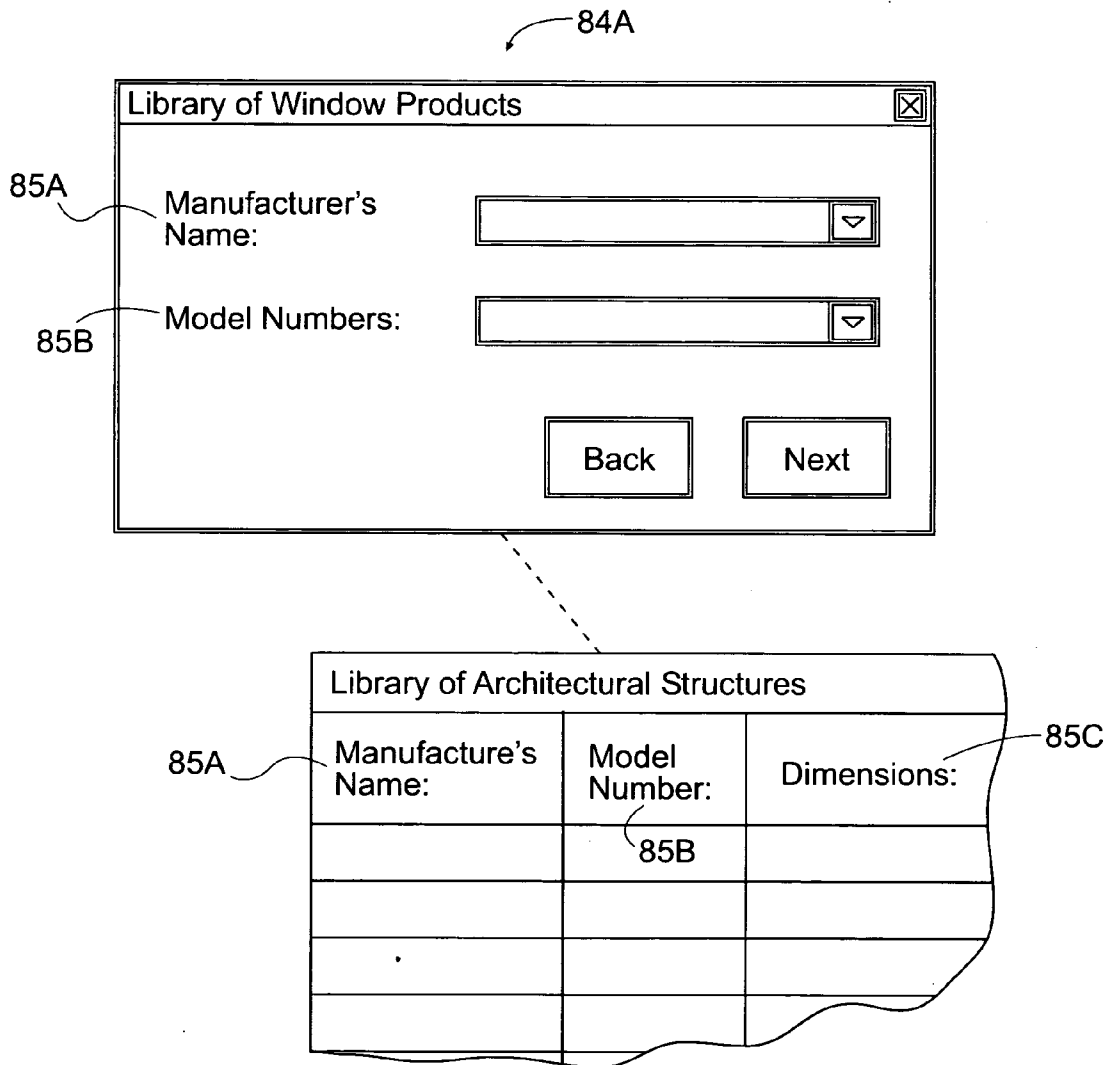 84A
Library of Window Products
85A
Manufacturer's
Name:
85B
Model Numbers:
Back
Next
Library of Architectural Structures
85A
Manufacture's
Name:
Model
Number:
85B
Dimensions:
85C